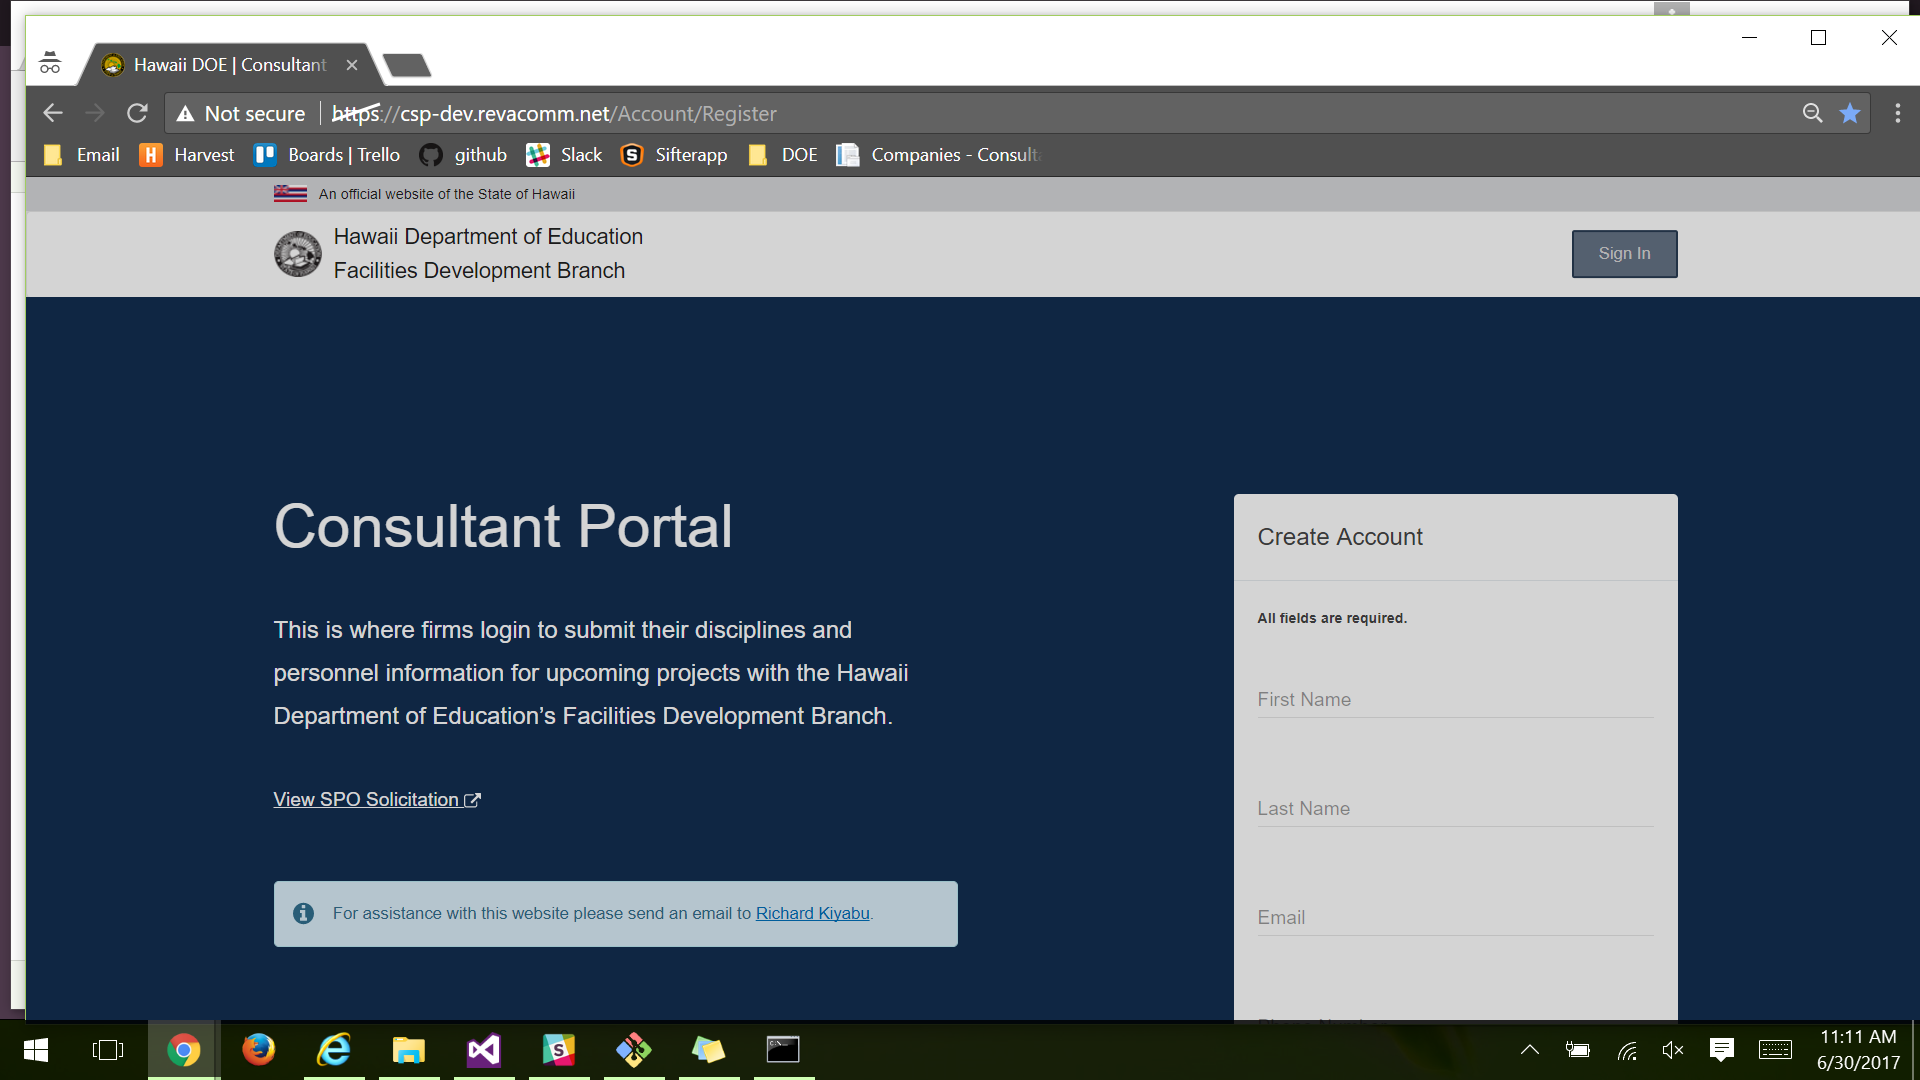 Hawaii DOE | Consultant
Not secure
https://csp-dev.revacomm.net/Account/Register
Email
Harvest
Boards | Trello
github
Slack
Sifterapp
DOE
Companies - Consult
An official website of the State of Hawaii
Hawaii Department of Education
Facilities Development Branch
Sign In
Consultant Portal
This is where firms login to submit their disciplines and
personnel information for upcoming projects with the Hawaii
Department of Education’s Facilities Development Branch.
View SPO Solicitation
For assistance with this website please send an email to Richard Kiyabu.
Create Account
All fields are required.
First Name
Last Name
Email
11:11 AM
6/30/2017